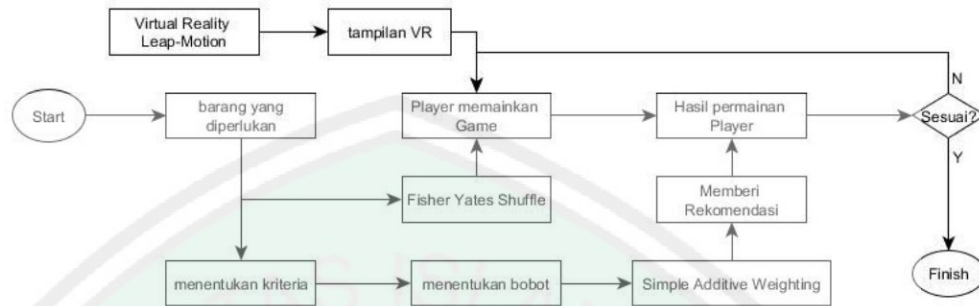 Virtual Reality
Leap-Motion
tampilan VR
N
Start
barang yang
diperlukan
Player memainkan
Game
Hasil permainan
Player
Sesuai?
Y
Fisher Yates Shuffle
Memberi
Rekomendasi
menentukan kriteria
menentukan bobot
Simple Additive Weighting
Finish